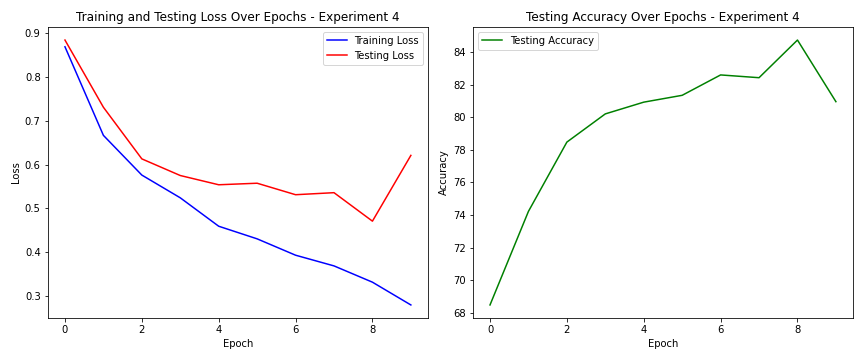 Training and Testing Loss Over Epochs - Experiment 4
Training Loss
Testing Loss
0.9
0.8
0.7
0.6
0.5
0.4
0.3
Loss
0 2 4 6 8
Epoch
Testing Accuracy Over Epochs - Experiment 4
Testing Accuracy
84
82
80
78
76
74
72
70
68
Accuracy
0 2 4 6 8
Epoch